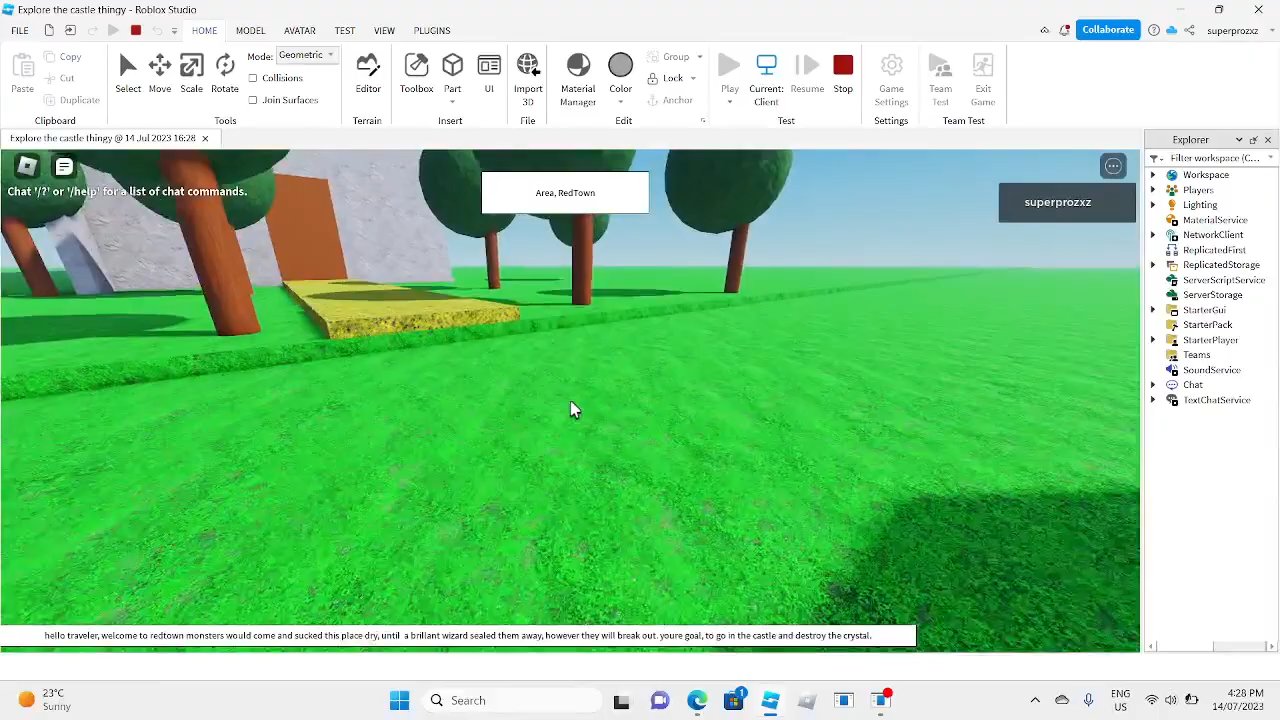 Explore the castle thingy - Roblox Studio
FILE HOME MODEL AVATAR TEST VIEW PLUGINS Collaborate superprozxz
Paste Copy Cut Duplicate Clipboard
Select Move Scale Rotate Mode: Geometric Collisions Join Surfaces Tools
Editor Terrain
Toolbox Part UI Insert
Import 3D File
Material Manager Color Group Lock Anchor Edit
Play Current: Client Resume Stop Test
Game Settings Settings
Team Test Exit Game Team Test
Explore the castle thingy @ 14 Jul 2023 16:28
Chat '/?' or '/help' for a list of chat commands.
Area, RedTown
superprozxz
Explorer
Filter workspace (C...
Workspace
Players
Lighting
MaterialService
NetworkClient
ReplicatedFirst
ReplicatedStorage
ServerScriptService
ServerStorage
StarterGui
StarterPack
StarterPlayer
Teams
SoundService
Chat
TextChatService
hello traveler, welcome to redtown monsters would come and sucked this place dry, until a brillant wizard sealed them away, however they will break out. youre goal, to go in the castle and destroy the crystal.
23°C
Sunny
Search
1
ENG
US
4:28 PM
14/07/2023